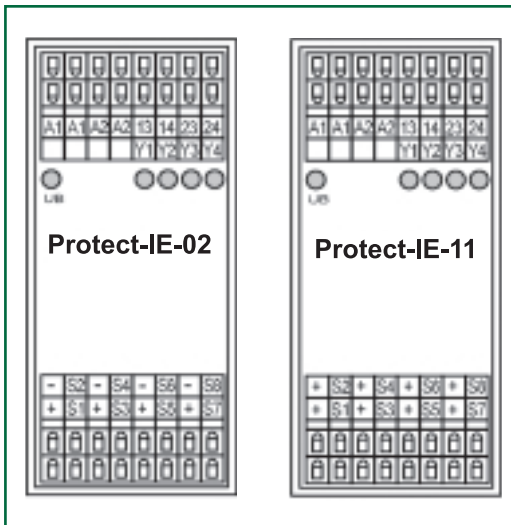 A1 A1 A2 A2 13 14 23 24
Y1 Y2 Y3 Y4
UB
Protect-IE-02
- S2 - S4 - S6 - S8
+ S1 + S3 + S5 + S7
A1 A1 A2 A2 13 14 23 24
Y1 Y2 Y3 Y4
UB
Protect-IE-11
+ S2 + S4 + S6 + S8
+ S1 + S3 + S5 + S7